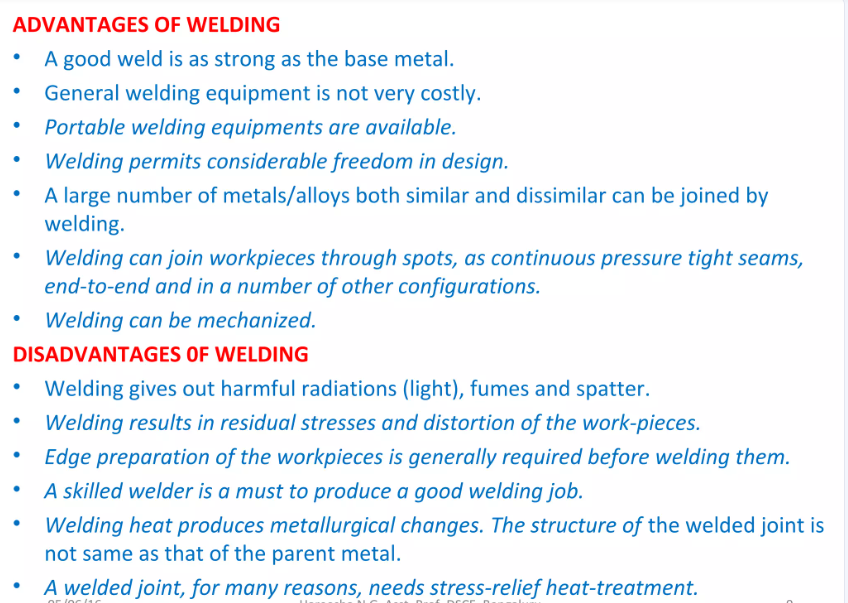 ADVANTAGES OF WELDING
• A good weld is as strong as the base metal.
• General welding equipment is not very costly.
• Portable welding equipments are available.
• Welding permits considerable freedom in design.
• A large number of metals/alloys both similar and dissimilar can be joined by
welding.
• Welding can join workpieces through spots, as continuous pressure tight seams,
end-to-end and in a number of other configurations.
• Welding can be mechanized.
DISADVANTAGES 0F WELDING
• Welding gives out harmful radiations (light), fumes and spatter.
• Welding results in residual stresses and distortion of the work-pieces.
• Edge preparation of the workpieces is generally required before welding them.
• A skilled welder is a must to produce a good welding job.
• Welding heat produces metallurgical changes. The structure of the welded joint is
not same as that of the parent metal.
• A welded joint, for many reasons, needs stress-relief heat-treatment.